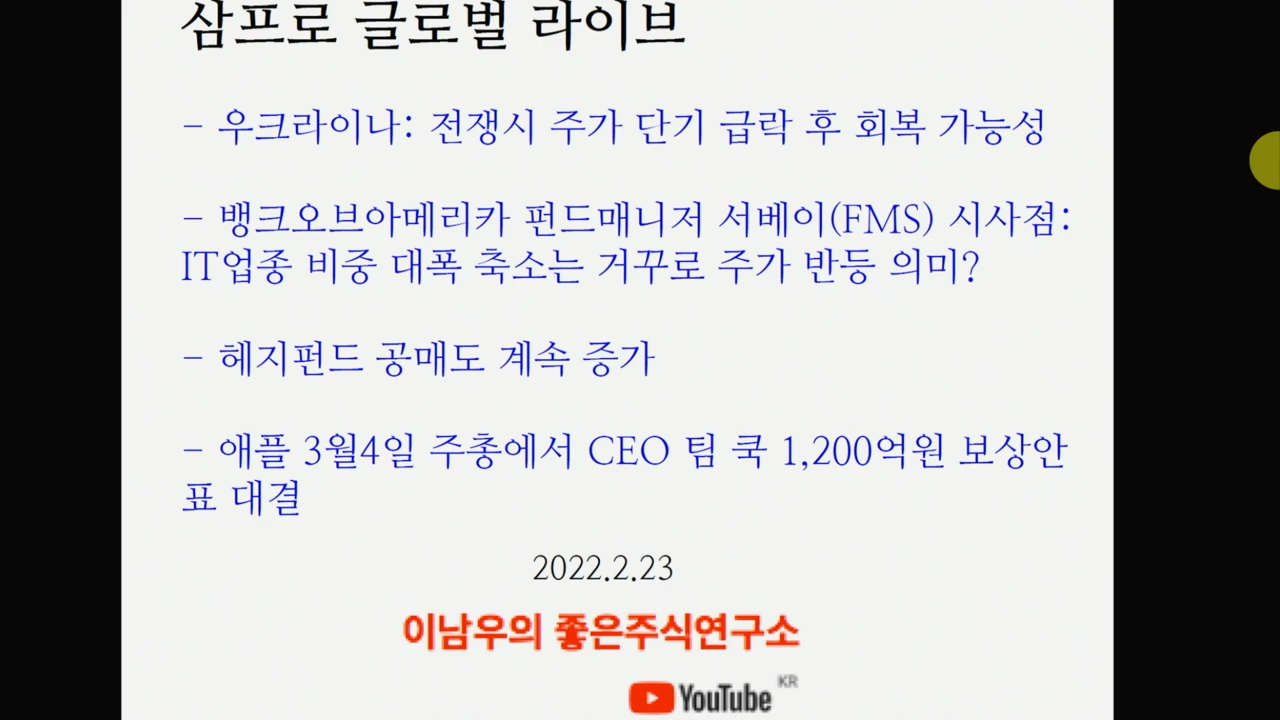 삼프로 글로벌 라이브
- 우크라이나: 전쟁시 주가 단기 급락 후 회복 가능성
- 뱅크오브아메리카 펀드매니저 서베이(FMS) 시사점:
IT업종 비중 대폭 축소는 거꾸로 주가 반등 의미?
- 헤지펀드 공매도 계속 증가
- 애플 3월4일 주총에서 CEO 팀 쿡 1,200억원 보상안
표 대결
2022.2.23
이남우의 좋은주식연구소
YouTube KR